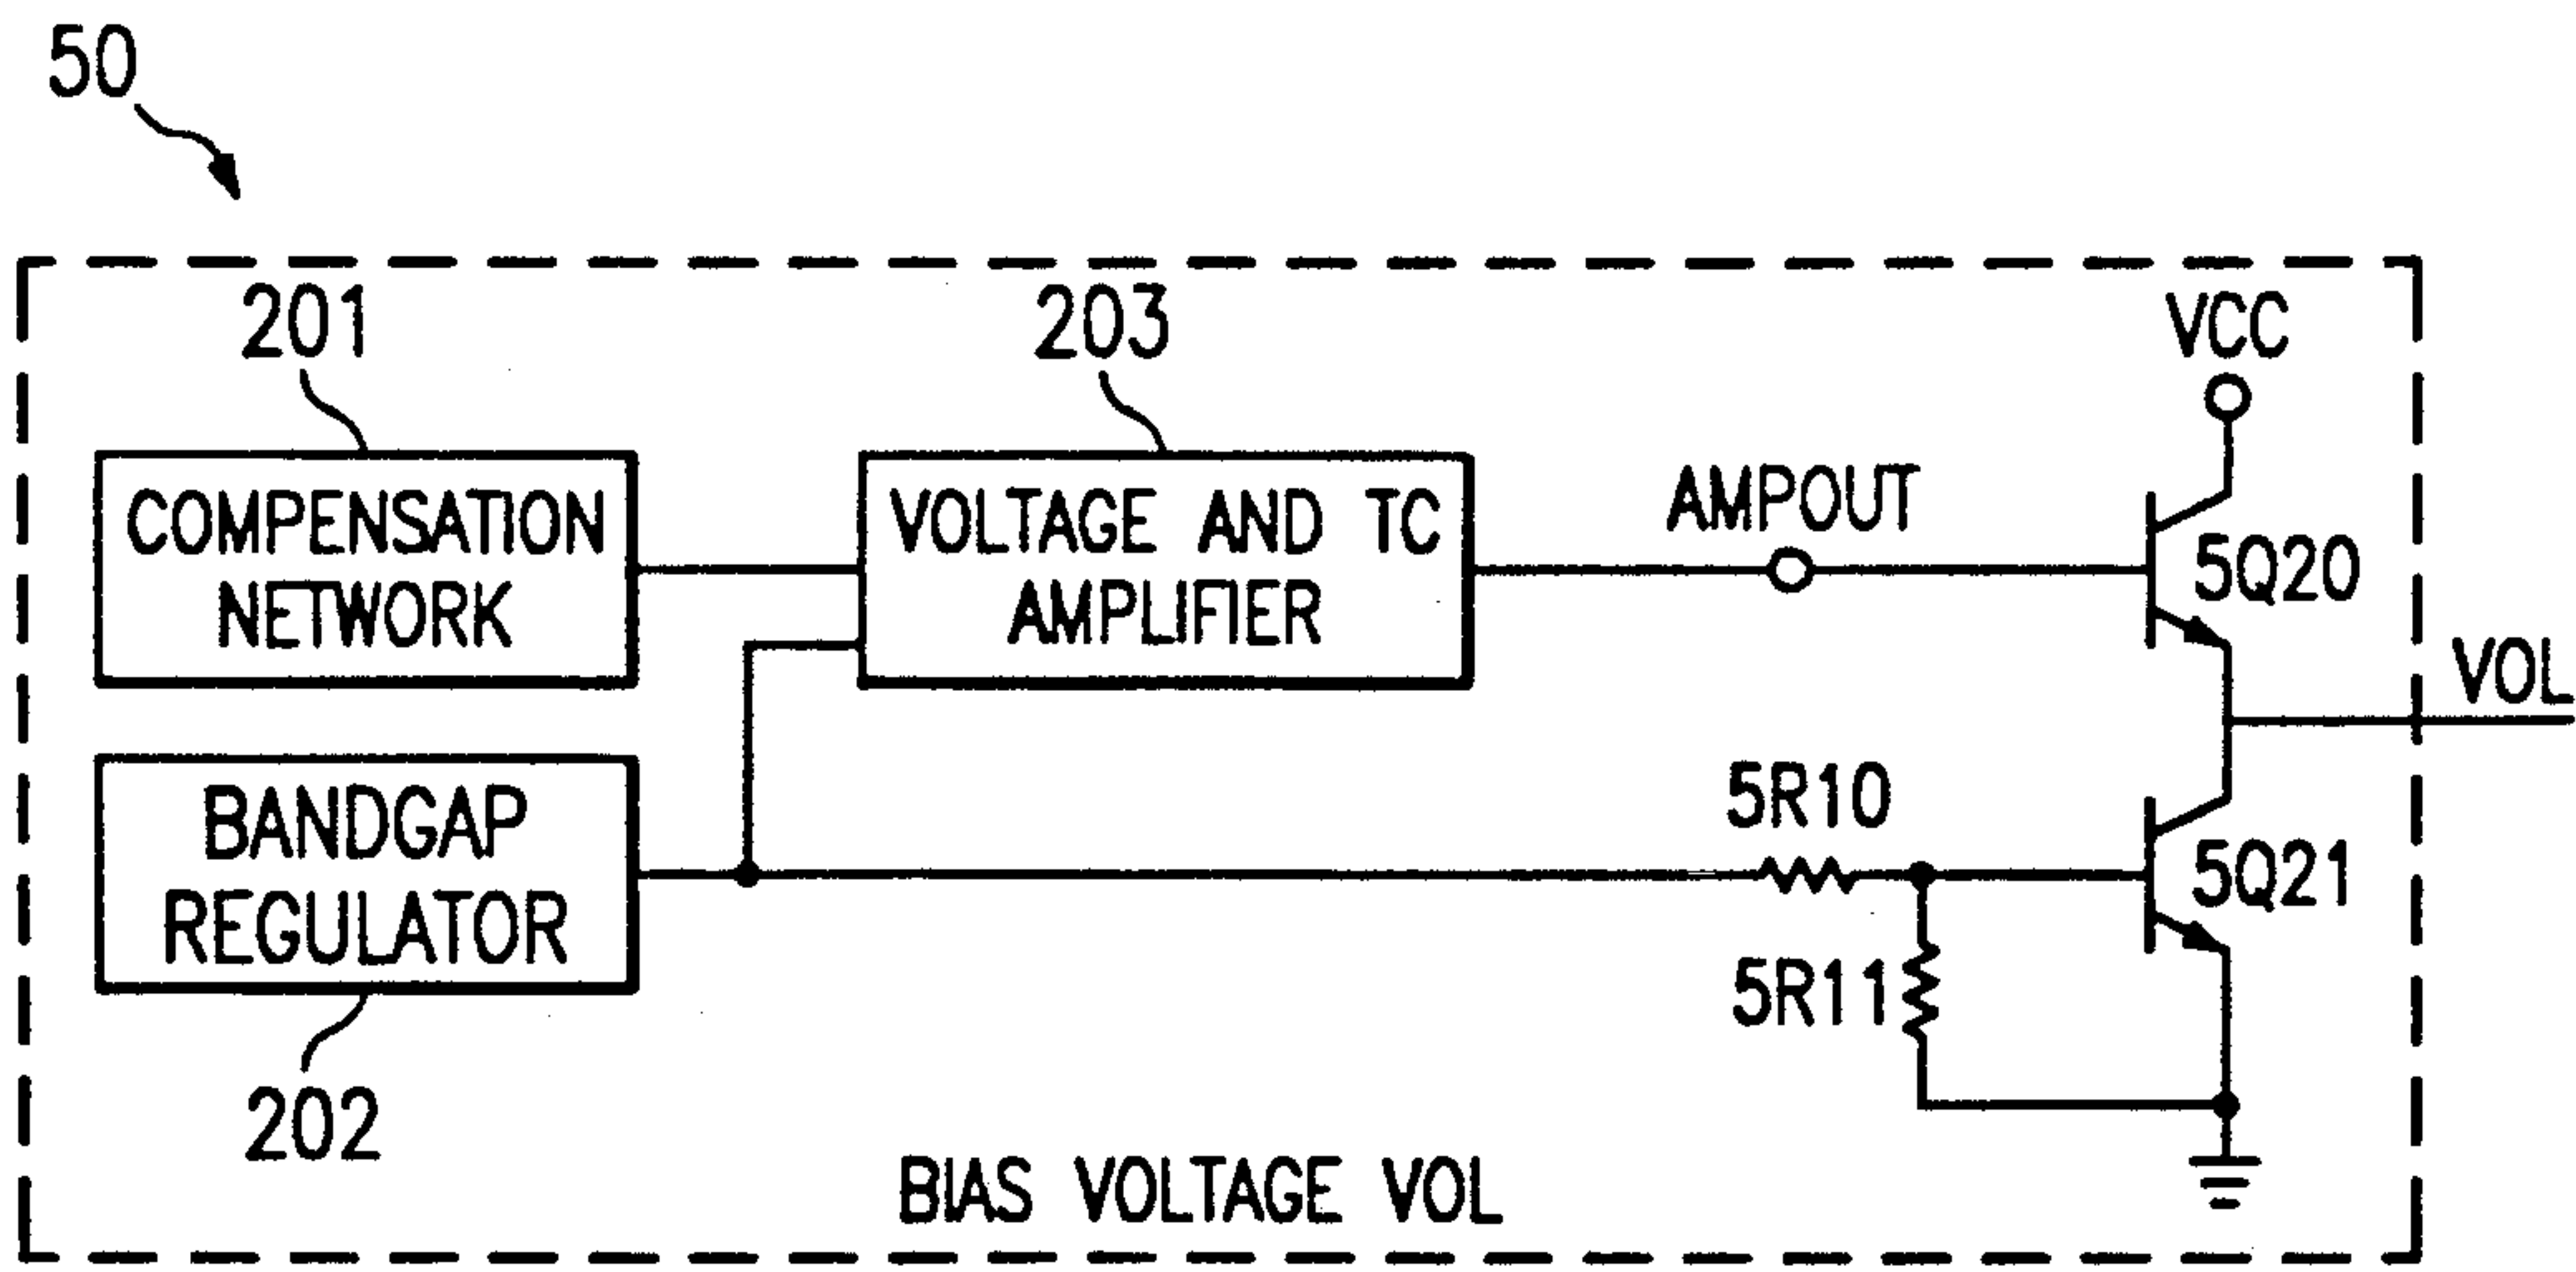 50
201
203
VCC
COMPENSATION
NETWORK
VOLTAGE AND TC
AMPLIFIER
AMPOUT
5Q20
VOL
BANDGAP
REGULATOR
5R10
5Q21
5R11
202
BIAS VOLTAGE VOL